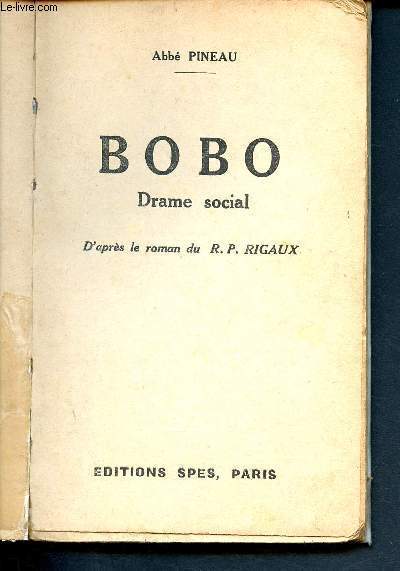 © Le-livre.com
Abbé PINEAU
BOBO
Drame social
D'après le roman du R. P. RIGAUX
EDITIONS SPES, PARIS